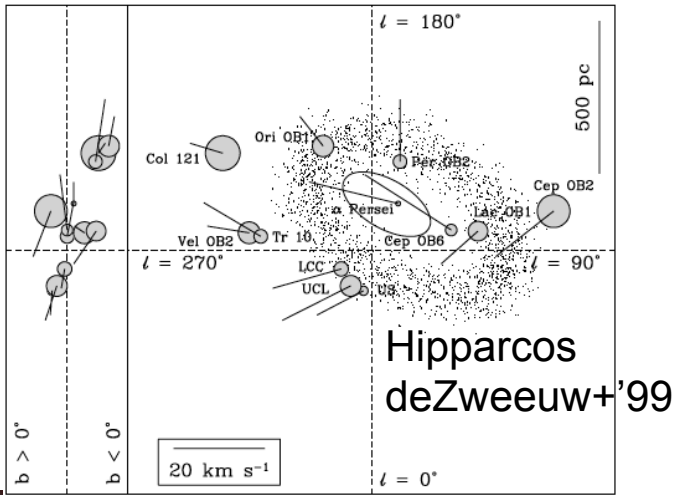 ℓ = 180°
500 pc
Ori OB1
Col 121
Per OB2
Cep OB2
α Persei
Lac OB1
Vel OB2
Tr 10
Cep OB6
ℓ = 270°
ℓ = 90°
LCC
UCL
US
Hipparcos
deZweeuw+'99
b > 0°
b < 0°
20 km s⁻¹
ℓ = 0°